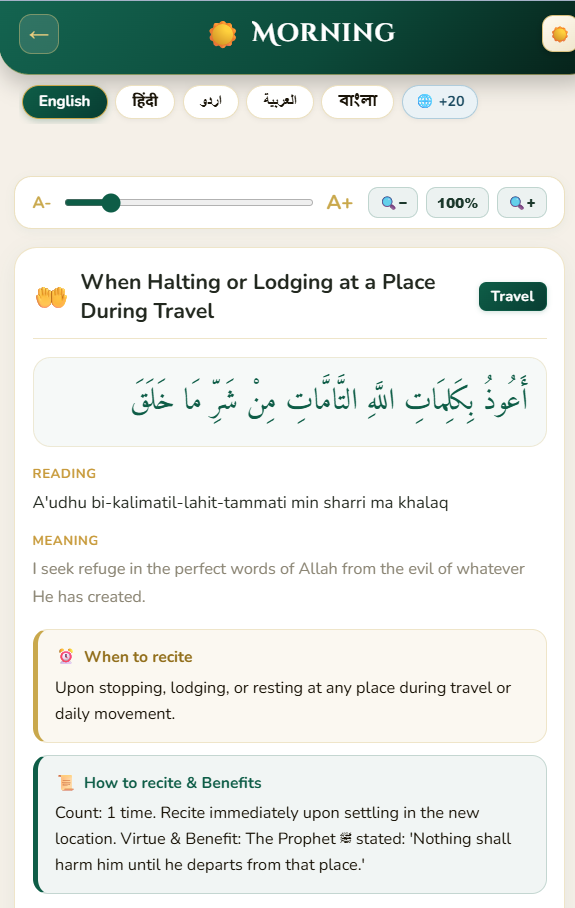 Morning
English
हिंदी
اردو
العربية
বাংলা
+20
A-
A+
−
100%
+
When Halting or Lodging at a Place
During Travel
Travel
أَعُوذُ بِكَلِمَاتِ اللَّهِ التَّامَّاتِ مِنْ شَرِّ مَا خَلَقَ
READING
A'udhu bi-kalimatil-lahit-tammati min sharri ma khalaq
MEANING
I seek refuge in the perfect words of Allah from the evil of whatever
He has created.
When to recite
Upon stopping, lodging, or resting at any place during travel or
daily movement.
How to recite & Benefits
Count: 1 time. Recite immediately upon settling in the new
location. Virtue & Benefit: The Prophet ﷺ stated: 'Nothing shall
harm him until he departs from that place.'